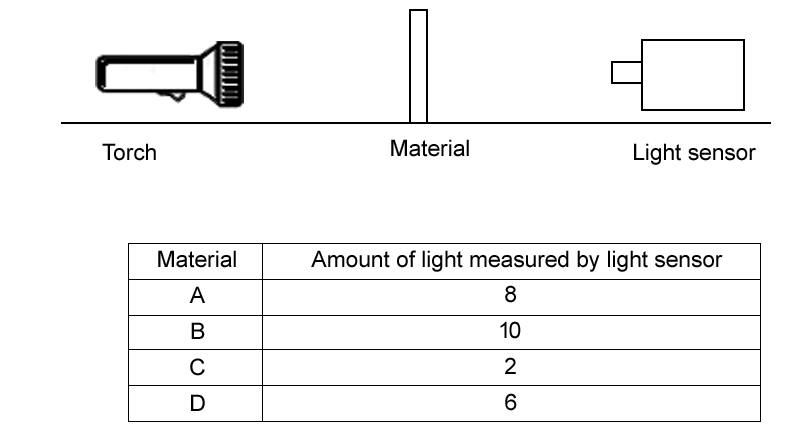 Torch Material Light sensor
Material Amount of light measured by light sensor
A 8
B 10
C 2
D 6